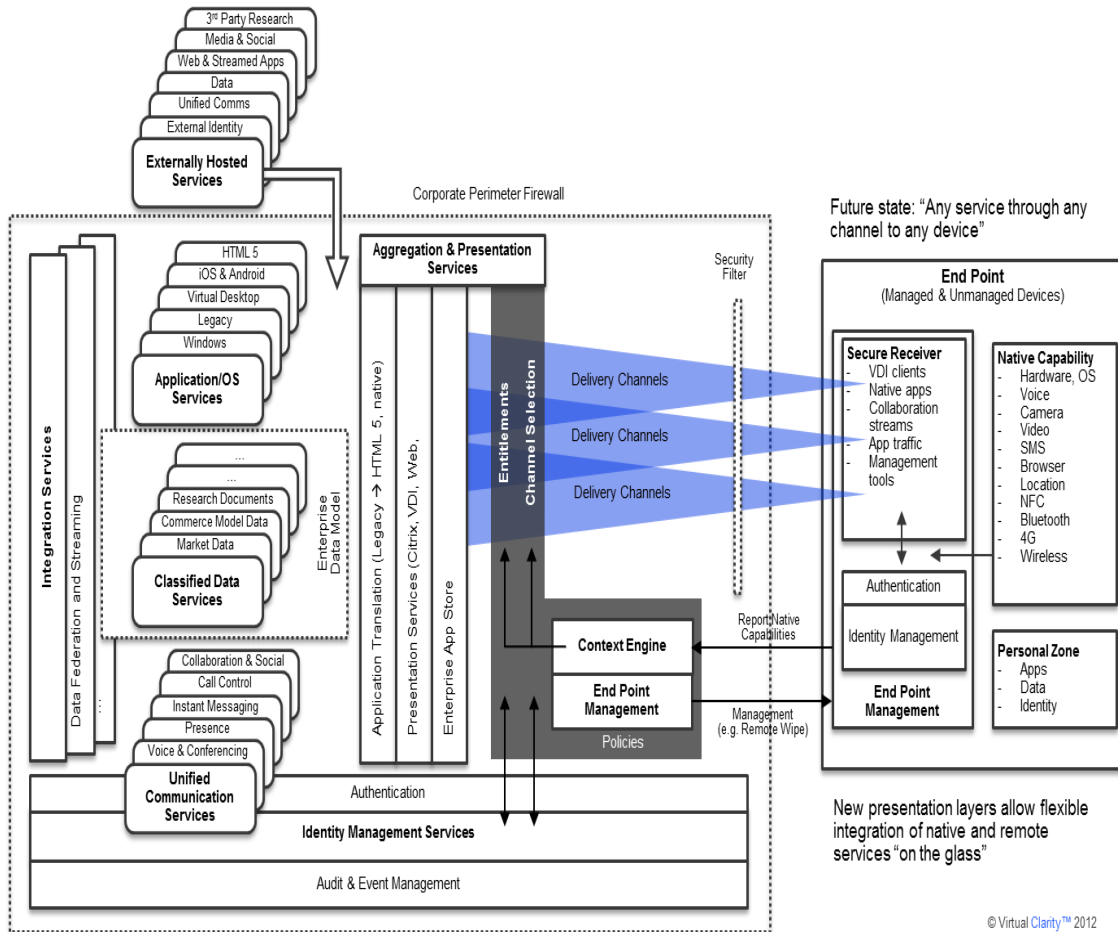 3rd Party Research
Media & Social
Web & Streamed Apps
Data
Unified Comms
External Identity
Externally Hosted
Services
Corporate Perimeter Firewall
Future state: “Any service through any
channel to any device”
Integration Services
Data Federation and Streaming
...
HTML 5
iOS & Android
Virtual Desktop
Legacy
Windows
Application/OS
Services
...
...
Research Documents
Commerce Model Data
Market Data
Classified Data
Services
Enterprise
Data Model
Collaboration & Social
Call Control
Instant Messaging
Presence
Voice & Conferencing
Unified
Communication
Services
Aggregation & Presentation
Services
Application Translation (Legacy → HTML 5, native)
Presentation Services (Citrix, VDI, Web,
Enterprise App Store
Entitlements
Channel Selection
Delivery Channels
Delivery Channels
Delivery Channels
Security
Filter
Context Engine
End Point
Management
Policies
Report Native
Capabilities
Management
(e.g. Remote Wipe)
End Point
(Managed & Unmanaged Devices)
Secure Receiver
- VDI clients
- Native apps
- Collaboration
streams
- App traffic
- Management
tools
Authentication
Identity Management
End Point
Management
Native Capability
- Hardware, OS
- Voice
- Camera
- Video
- SMS
- Browser
- Location
- NFC
- Bluetooth
- 4G
- Wireless
Personal Zone
- Apps
- Data
- Identity
Authentication
Identity Management Services
Audit & Event Management
New presentation layers allow flexible
integration of native and remote
services “on the glass”
© Virtual Clarity™ 2012